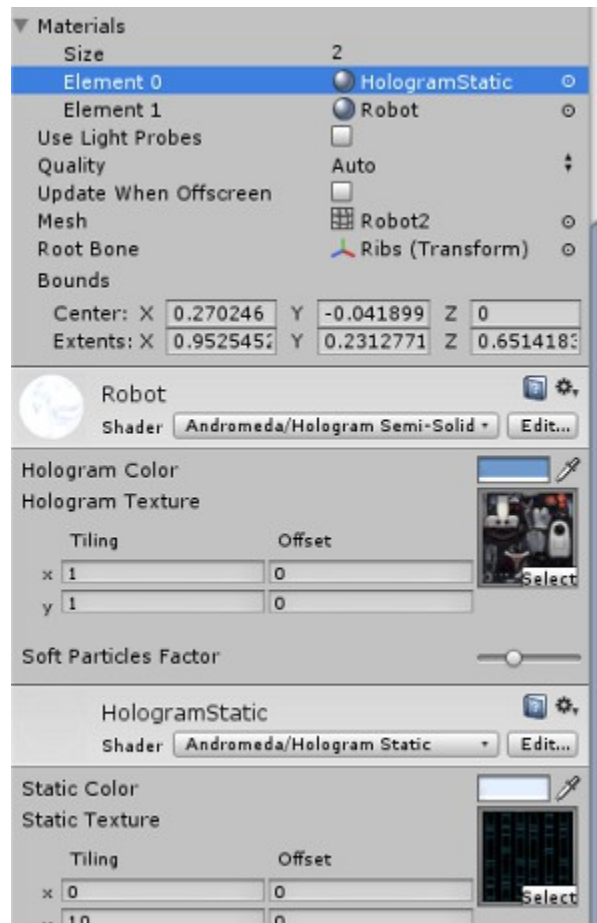 Materials
Size 2
Element 0 HologramStatic
Element 1 Robot
Use Light Probes
Quality Auto
Update When Offscreen
Mesh Robot2
Root Bone Ribs (Transform)
Bounds
Center: X 0.270246 Y -0.041899 Z 0
Extents: X 0.9525452 Y 0.2312771 Z 0.6514183
Robot
Shader Andromeda/Hologram Semi-Solid Edit...
Hologram Color
Hologram Texture
Tiling Offset
x 1 0
Select
y 1 0
Soft Particles Factor
HologramStatic
Shader Andromeda/Hologram Static Edit...
Static Color
Static Texture
Tiling Offset
x 0 0
Select
10 0